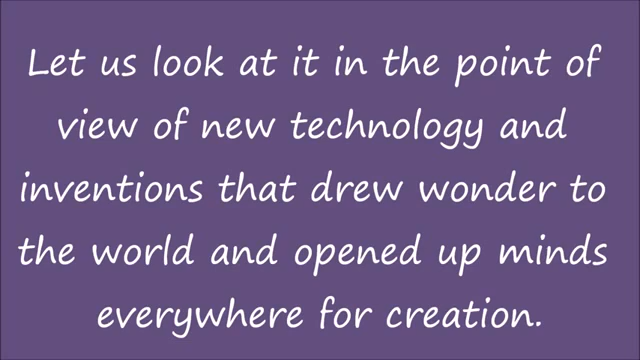 Let us look at it in the point of
view of new technology and
inventions that drew wonder to
the world and opened up minds
everywhere for creation.